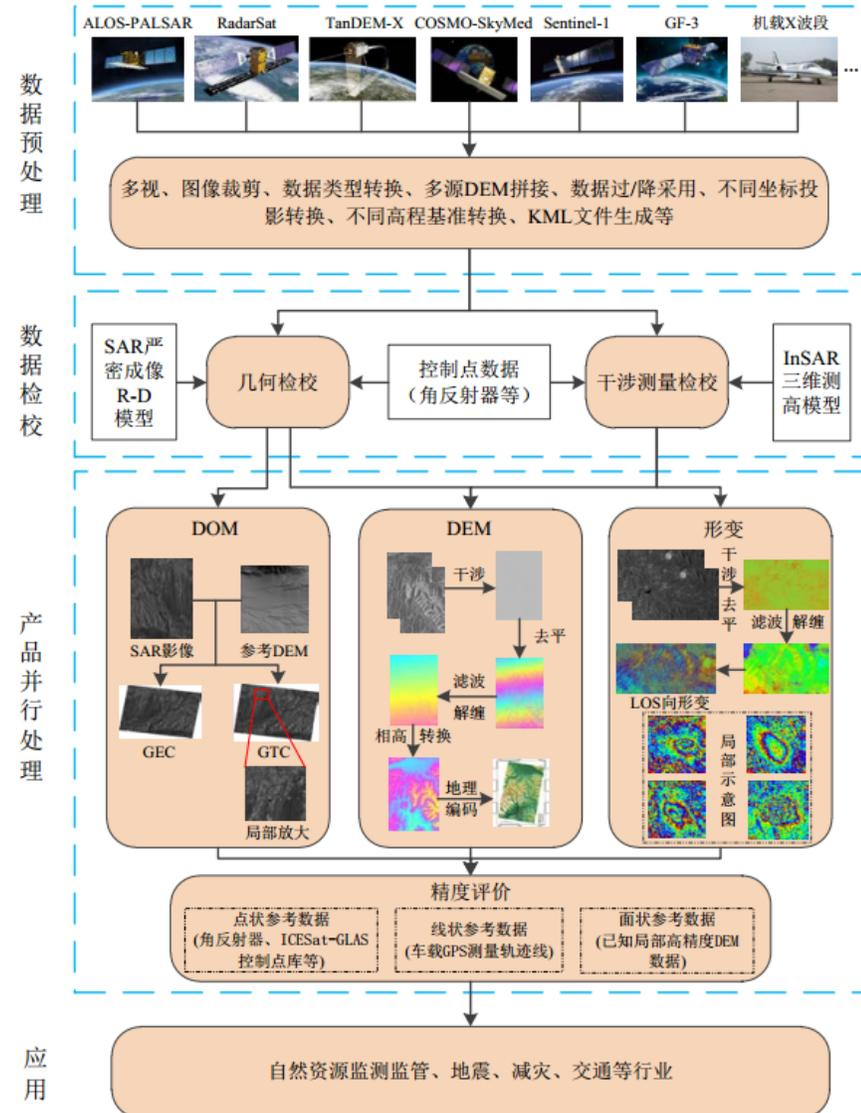 ALOS-PALSAR
RadarSat
TanDEM-X
COSMO-SkyMed
Sentinel-1
GF-3
机载X波段
...
数据预处理
多视、图像裁剪、数据类型转换、多源DEM拼接、数据过/降采用、不同坐标投
影转换、不同高程基准转换、KML文件生成等
数据检校
SAR严
密成像
R-D
模型
几何检校
控制点数据
（角反射器等）
干涉测量检校
InSAR
三维测
高模型
产品并行处理
DOM
SAR影像
参考DEM
GEC
GTC
局部放大
DEM
干涉
去平
滤波
解缠
相高
转换
地理
编码
形变
干涉去平
滤波
解缠
LOS向形变
局部示意图
精度评价
点状参考数据
(角反射器、ICESat-GLAS
控制点库等)
线状参考数据
(车载GPS测量轨迹线)
面状参考数据
(已知局部高精度DEM
数据)
应用
自然资源监测监管、地震、减灾、交通等行业